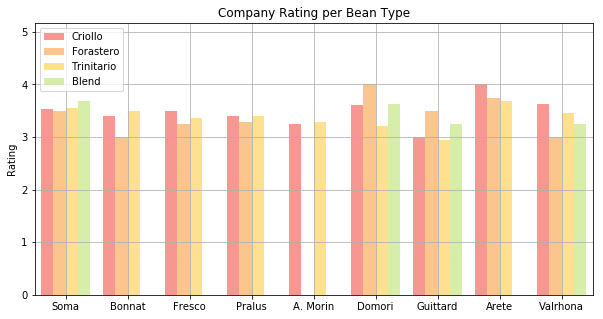 Company Rating per Bean Type
5
4
3
2
1
0
Rating
Criollo
Forastero
Trinitario
Blend
Soma Bonnat Fresco Pralus A. Morin Domori Guittard Arete Valrhona